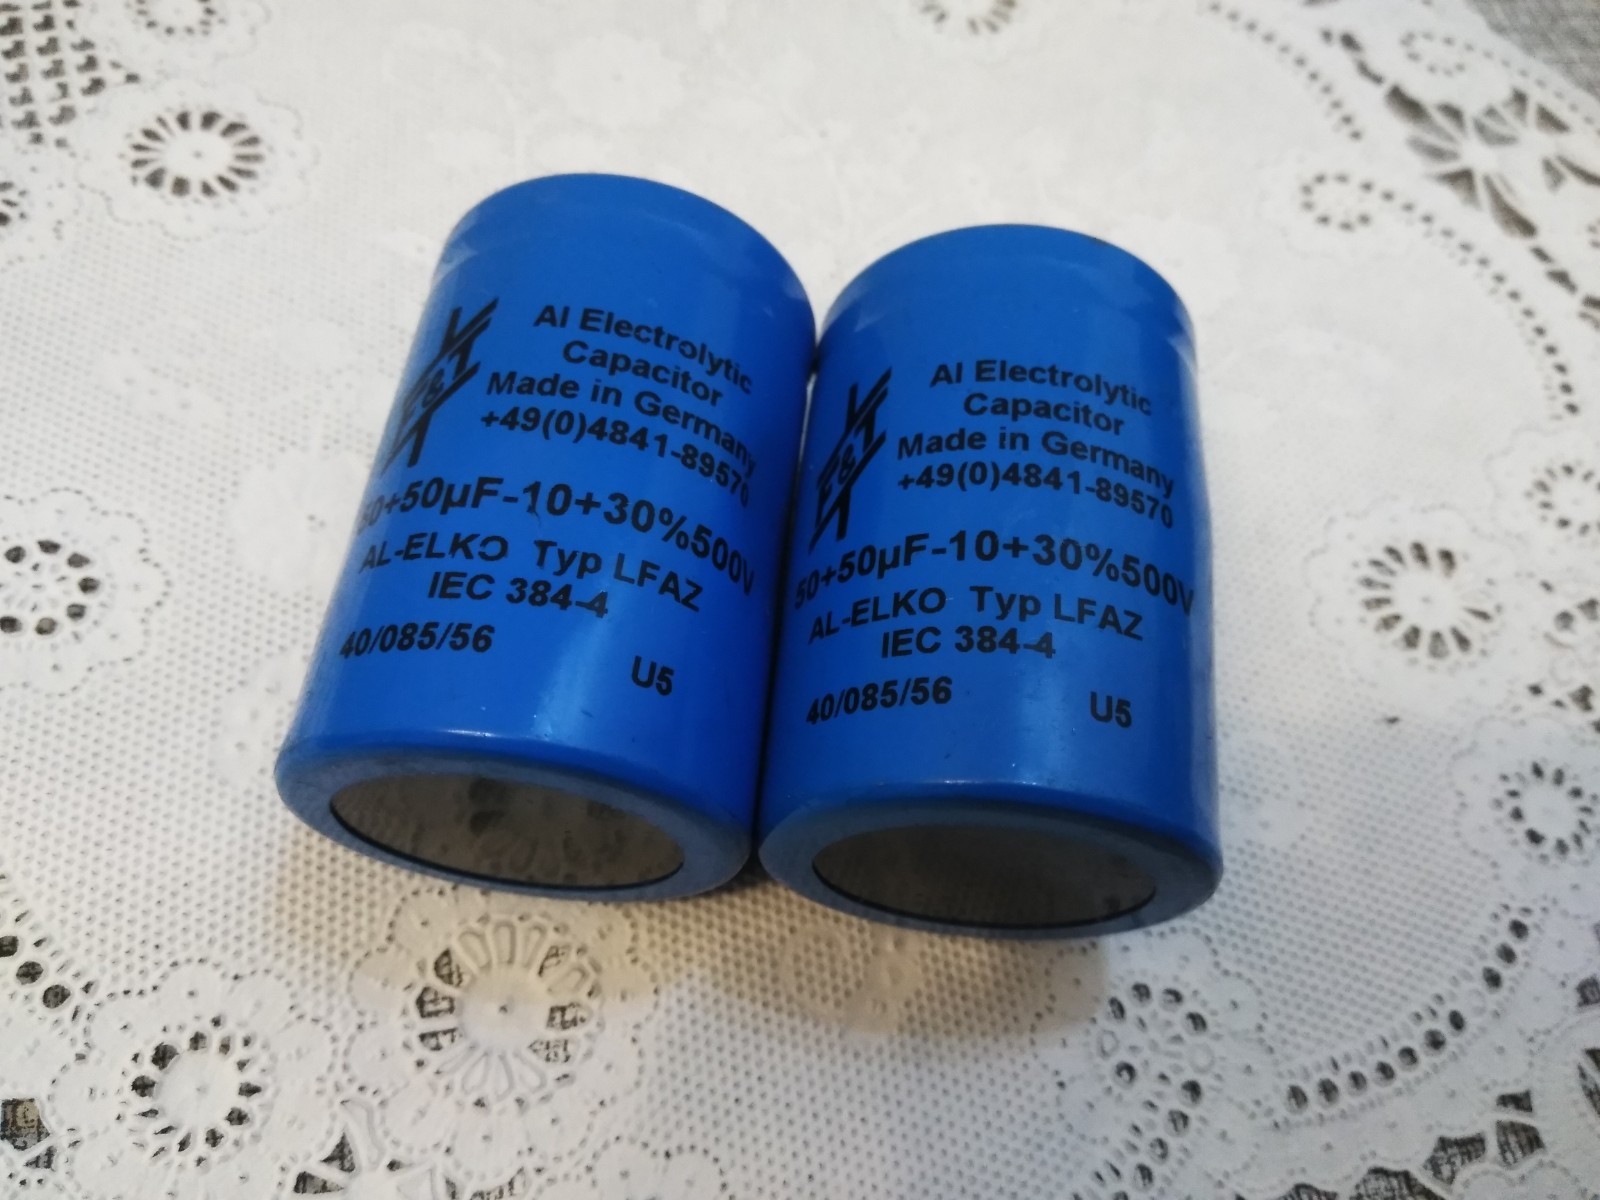 F&T
Al Electrolytic
Capacitor
Made in Germany
+49(0)4841-89570
50+50µF-10+30%500V
AL-ELKO Typ LFAZ
IEC 384-4
40/085/56
U5
F&T
Al Electrolytic
Capacitor
Made in Germany
+49(0)4841-89570
50+50µF-10+30%500V
AL-ELKO Typ LFAZ
IEC 384-4
40/085/56
U5